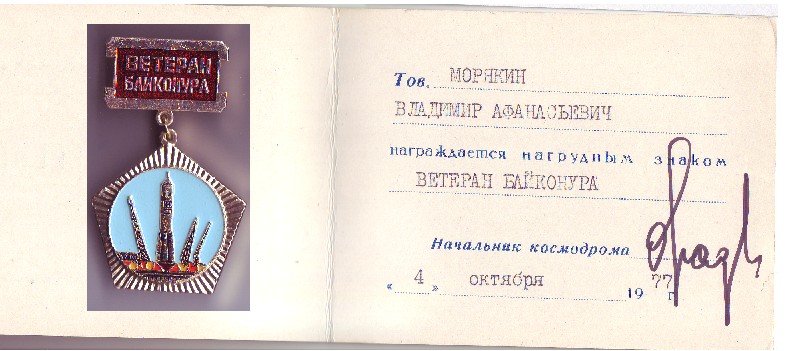 ВЕТЕРАН
БАЙКОНУРА
Тов. МОРЯКИН
ВЛАДИМИР АФАНАСЬЕВИЧ
награждается нагрудным знаком
ВЕТЕРАН БАЙКОНУРА
Начальник космодрома
« 4 » октября 1977 г.